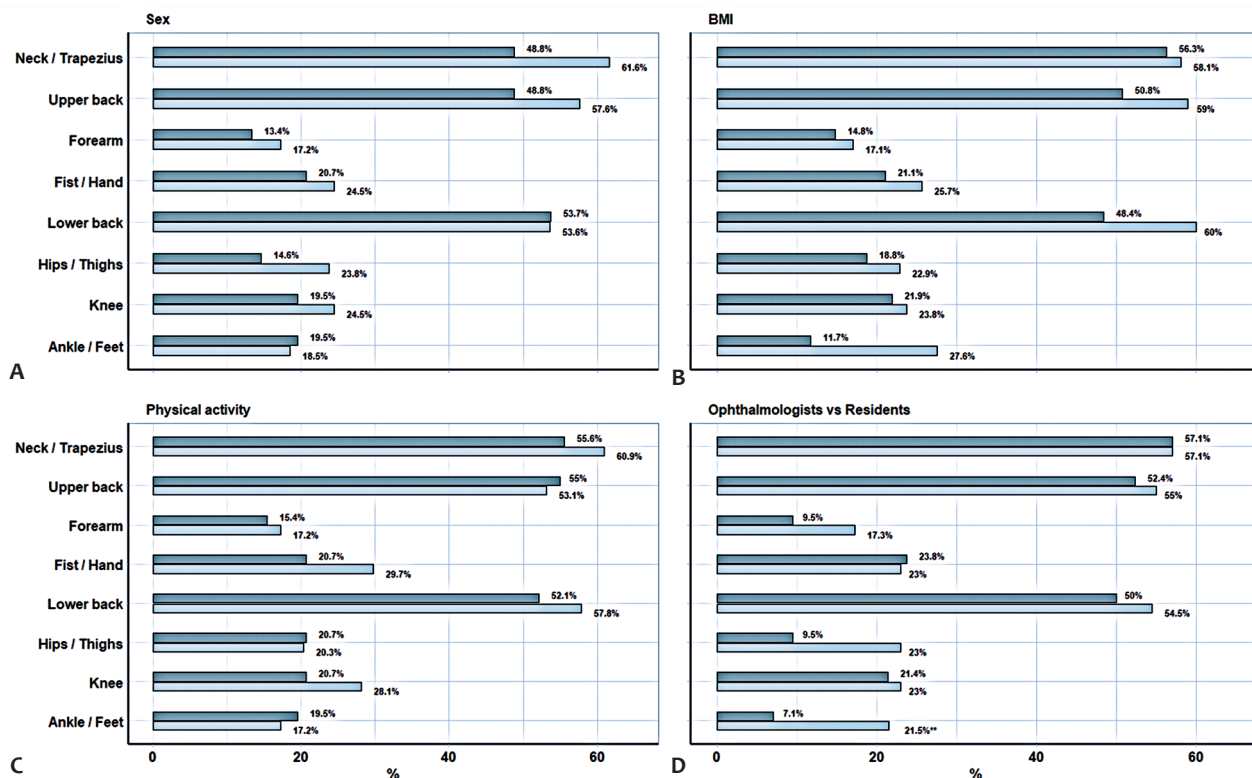 Sex
Neck / Trapezius
48.8%
61.6%
Upper back
48.8%
57.6%
Forearm
13.4%
17.2%
Fist / Hand
20.7%
24.5%
Lower back
53.7%
53.6%
Hips / Thighs
14.6%
23.8%
Knee
19.5%
24.5%
Ankle / Feet
19.5%
18.5%
A
BMI
56.3%
58.1%
50.8%
59%
14.8%
17.1%
21.1%
25.7%
48.4%
60%
18.8%
22.9%
21.9%
23.8%
11.7%
27.6%
B
Physical activity
Neck / Trapezius
55.6%
60.9%
Upper back
55%
53.1%
Forearm
15.4%
17.2%
Fist / Hand
20.7%
29.7%
Lower back
52.1%
57.8%
Hips / Thighs
20.7%
20.3%
Knee
20.7%
28.1%
Ankle / Feet
19.5%
17.2%
C
0 20 40 60
%
Ophthalmologists vs Residents
57.1%
57.1%
52.4%
55%
9.5%
17.3%
23.8%
23%
50%
54.5%
9.5%
23%
21.4%
23%
7.1%
21.5%**
D
0 20 40 60
%